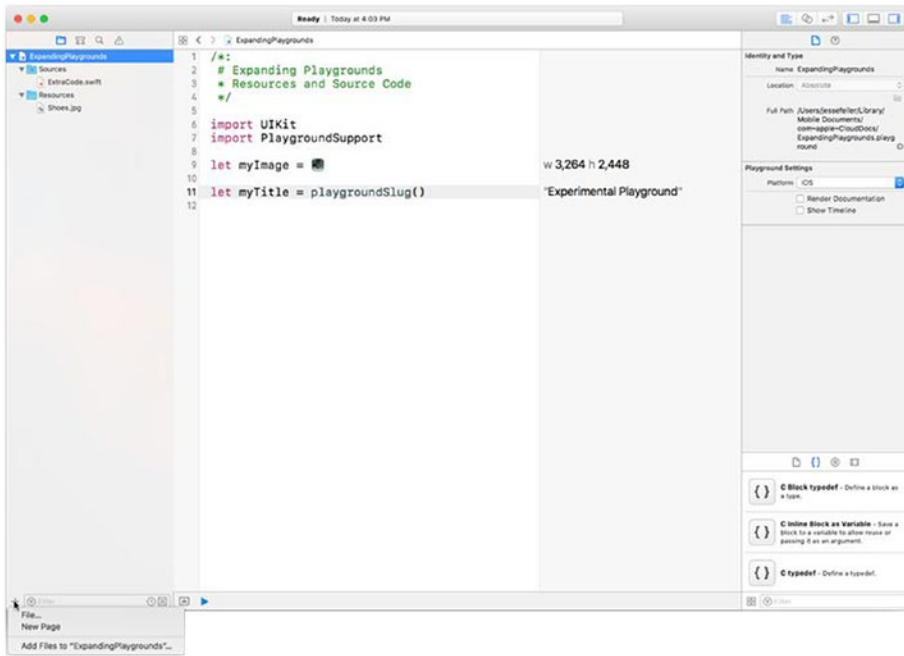 Ready | Today at 4:03 PM
ExpandingPlaygrounds
ExpandingPlaygrounds
Sources
ExtraCode.swift
Resources
Shoes.jpg
1 /*:
2 # Expanding Playgrounds
3 * Resources and Source Code
4 */
5
6 import UIKit
7 import PlaygroundSupport
8
9 let myImage =
w 3,264 h 2,448
10
11 let myTitle = playgroundSlug()
"Experimental Playground"
12
Identity and Type
Name ExpandingPlaygrounds
Location Absolute
Full Path /Users/jessefeiler/Library/
Mobile Documents/
com~apple~CloudDocs/
ExpandingPlaygrounds.playg
round
Playground Settings
Platform iOS
Render Documentation
Show Timeline
{ } C Block typedef - Define a block as
a type.
{ } C Inline Block as Variable - Save a
block to a variable to allow reuse or
passing it as an argument.
{ } C typedef - Define a typedef.
Filter
Filter
File...
New Page
Add Files to "ExpandingPlaygrounds"...